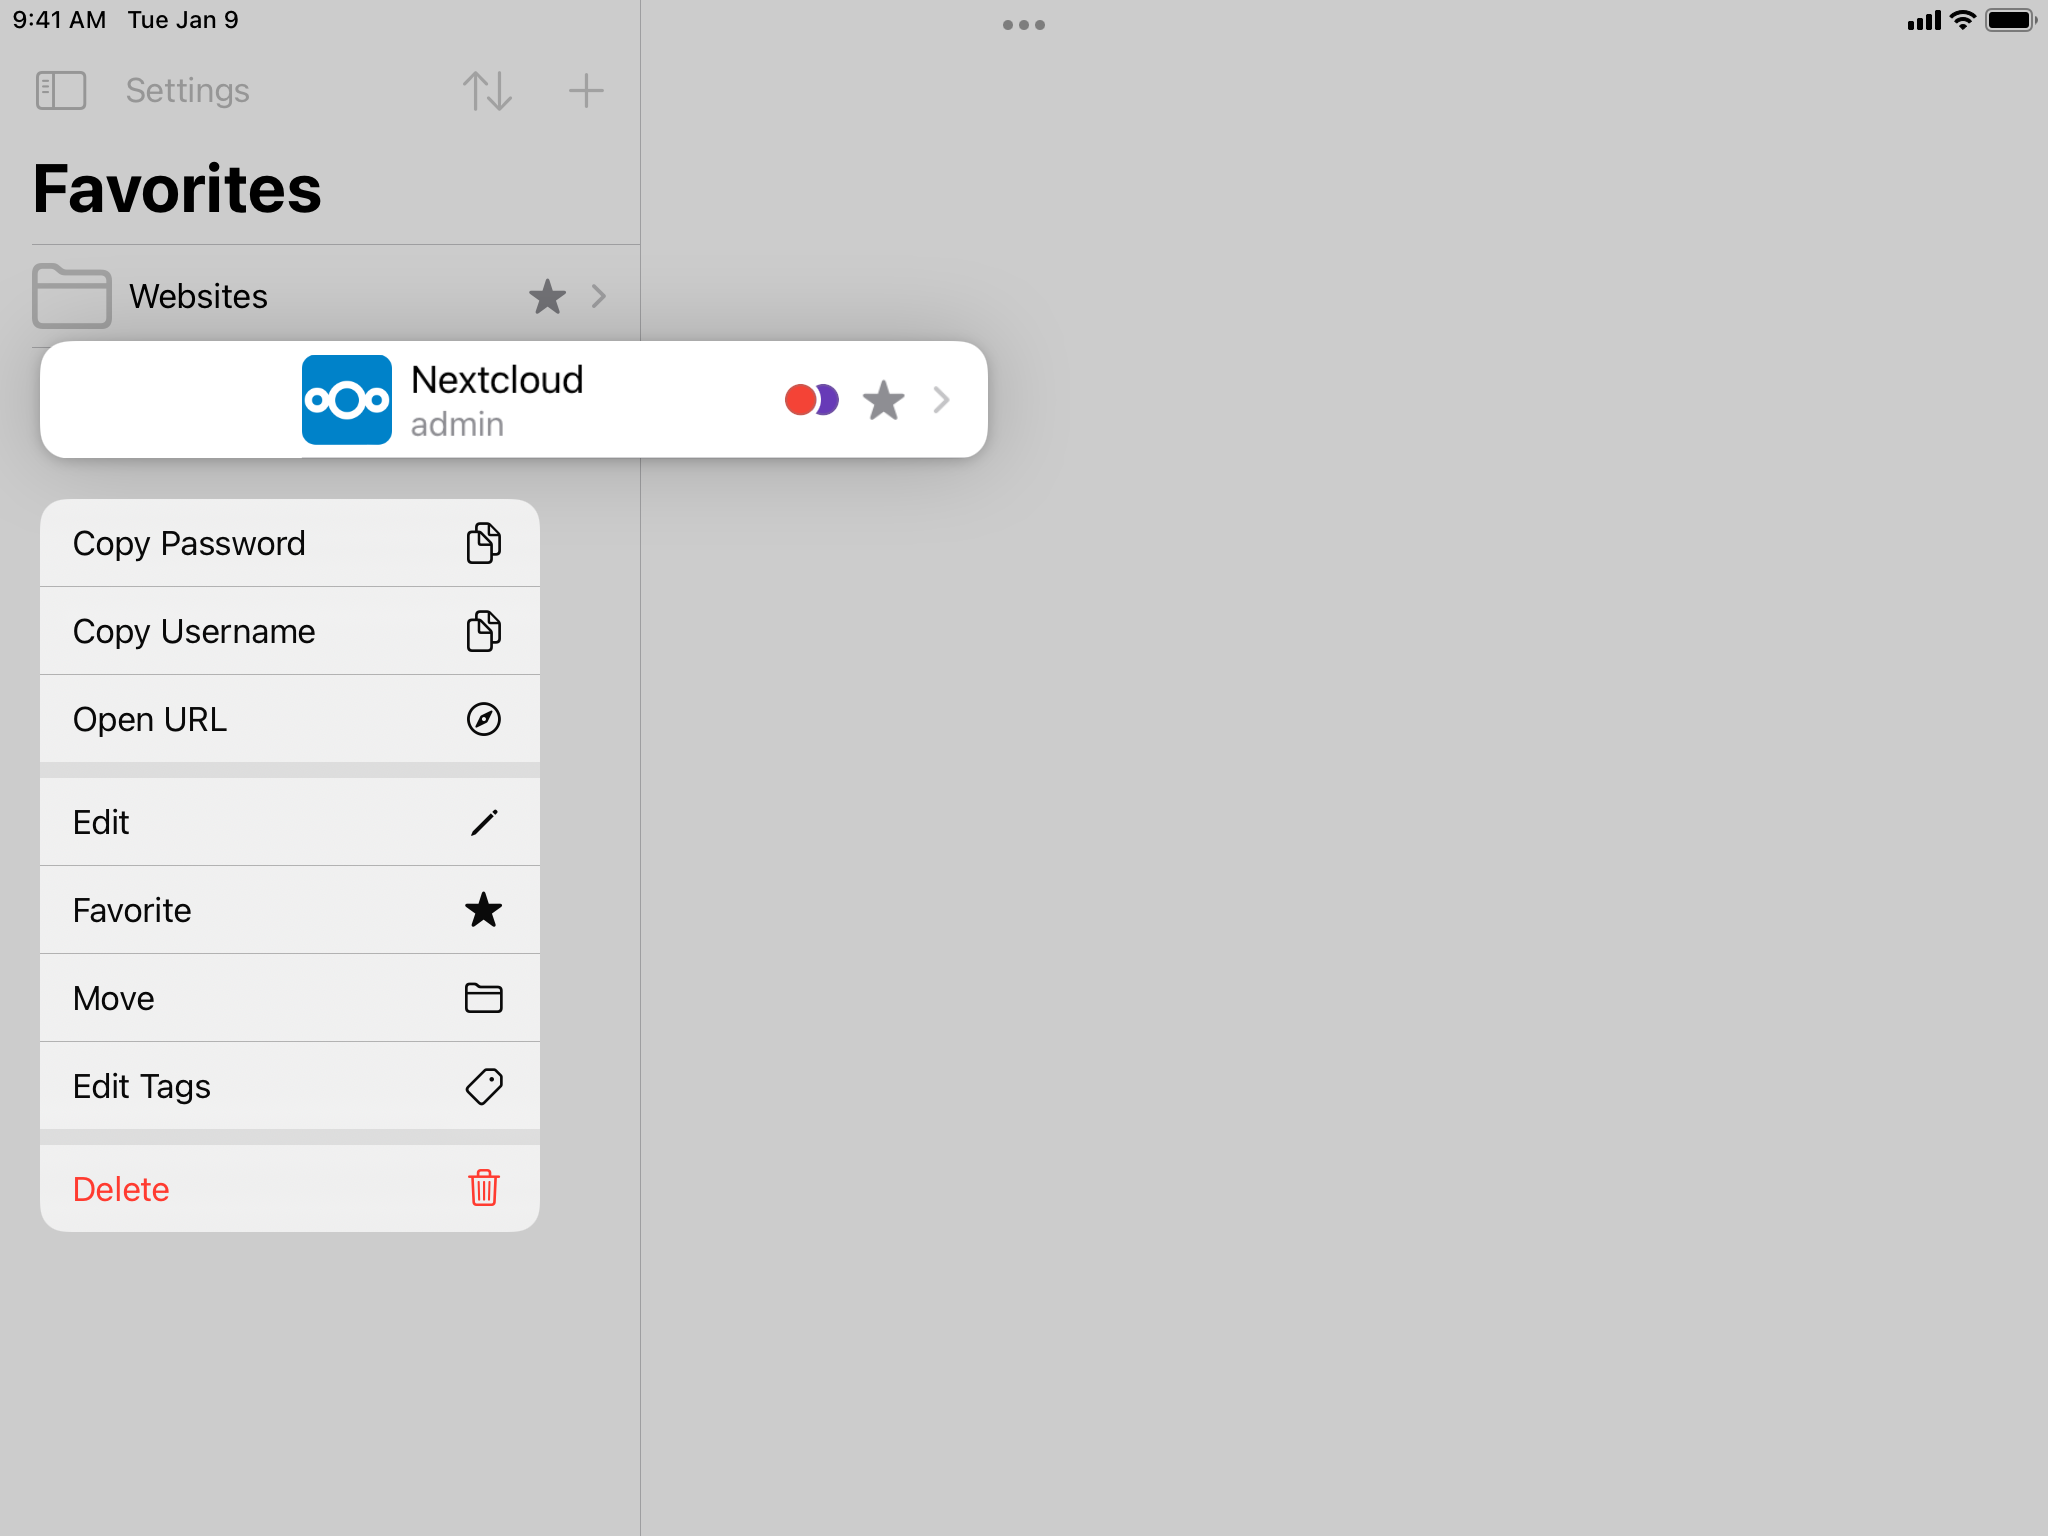 9:41 AM Tue Jan 9
Settings
Favorites
Websites
Nextcloud
admin
Copy Password
Copy Username
Open URL
Edit
Favorite
Move
Edit Tags
Delete